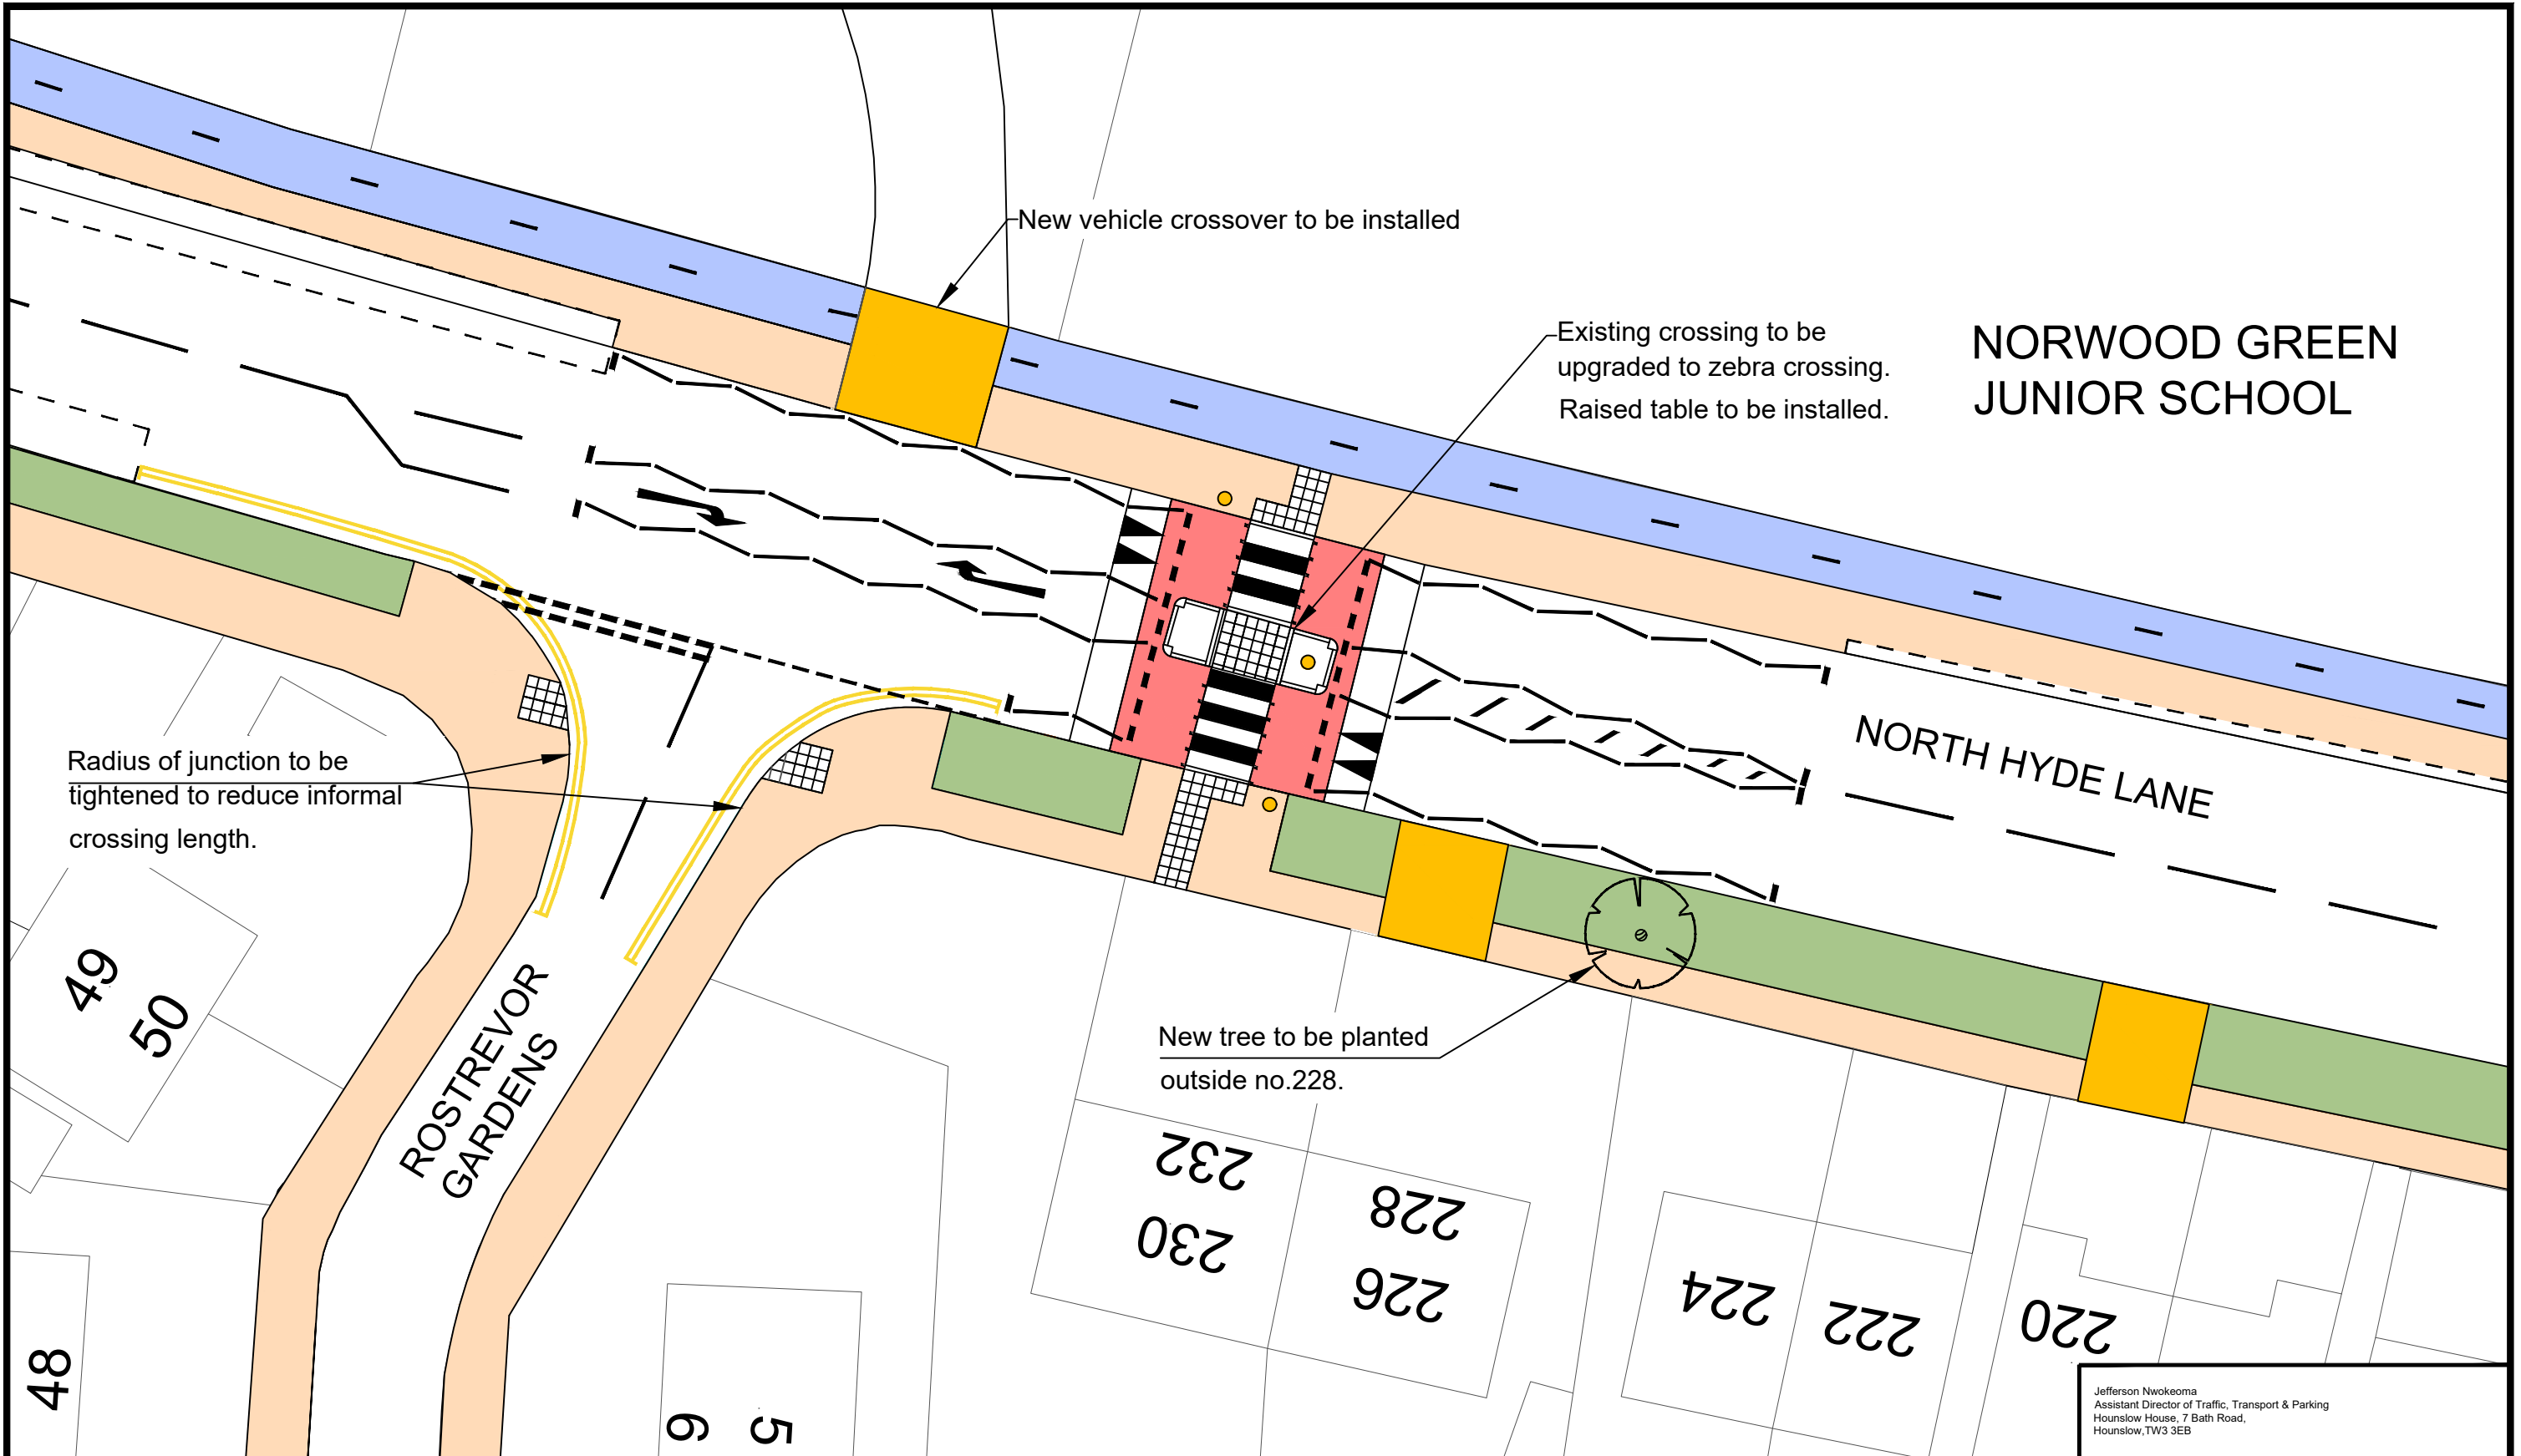 New vehicle crossover to be installed
Existing crossing to be
upgraded to zebra crossing.
Raised table to be installed.
NORWOOD GREEN
JUNIOR SCHOOL
NORTH HYDE LANE
Radius of junction to be
tightened to reduce informal
crossing length.
49
50
ROSTREVOR
GARDENS
New tree to be planted
outside no.228.
232
230
228
226
224
222
220
48
6
5
Jefferson Nwokeoma
Assistant Director of Traffic, Transport & Parking
Hounslow House, 7 Bath Road,
Hounslow,TW3 3EB